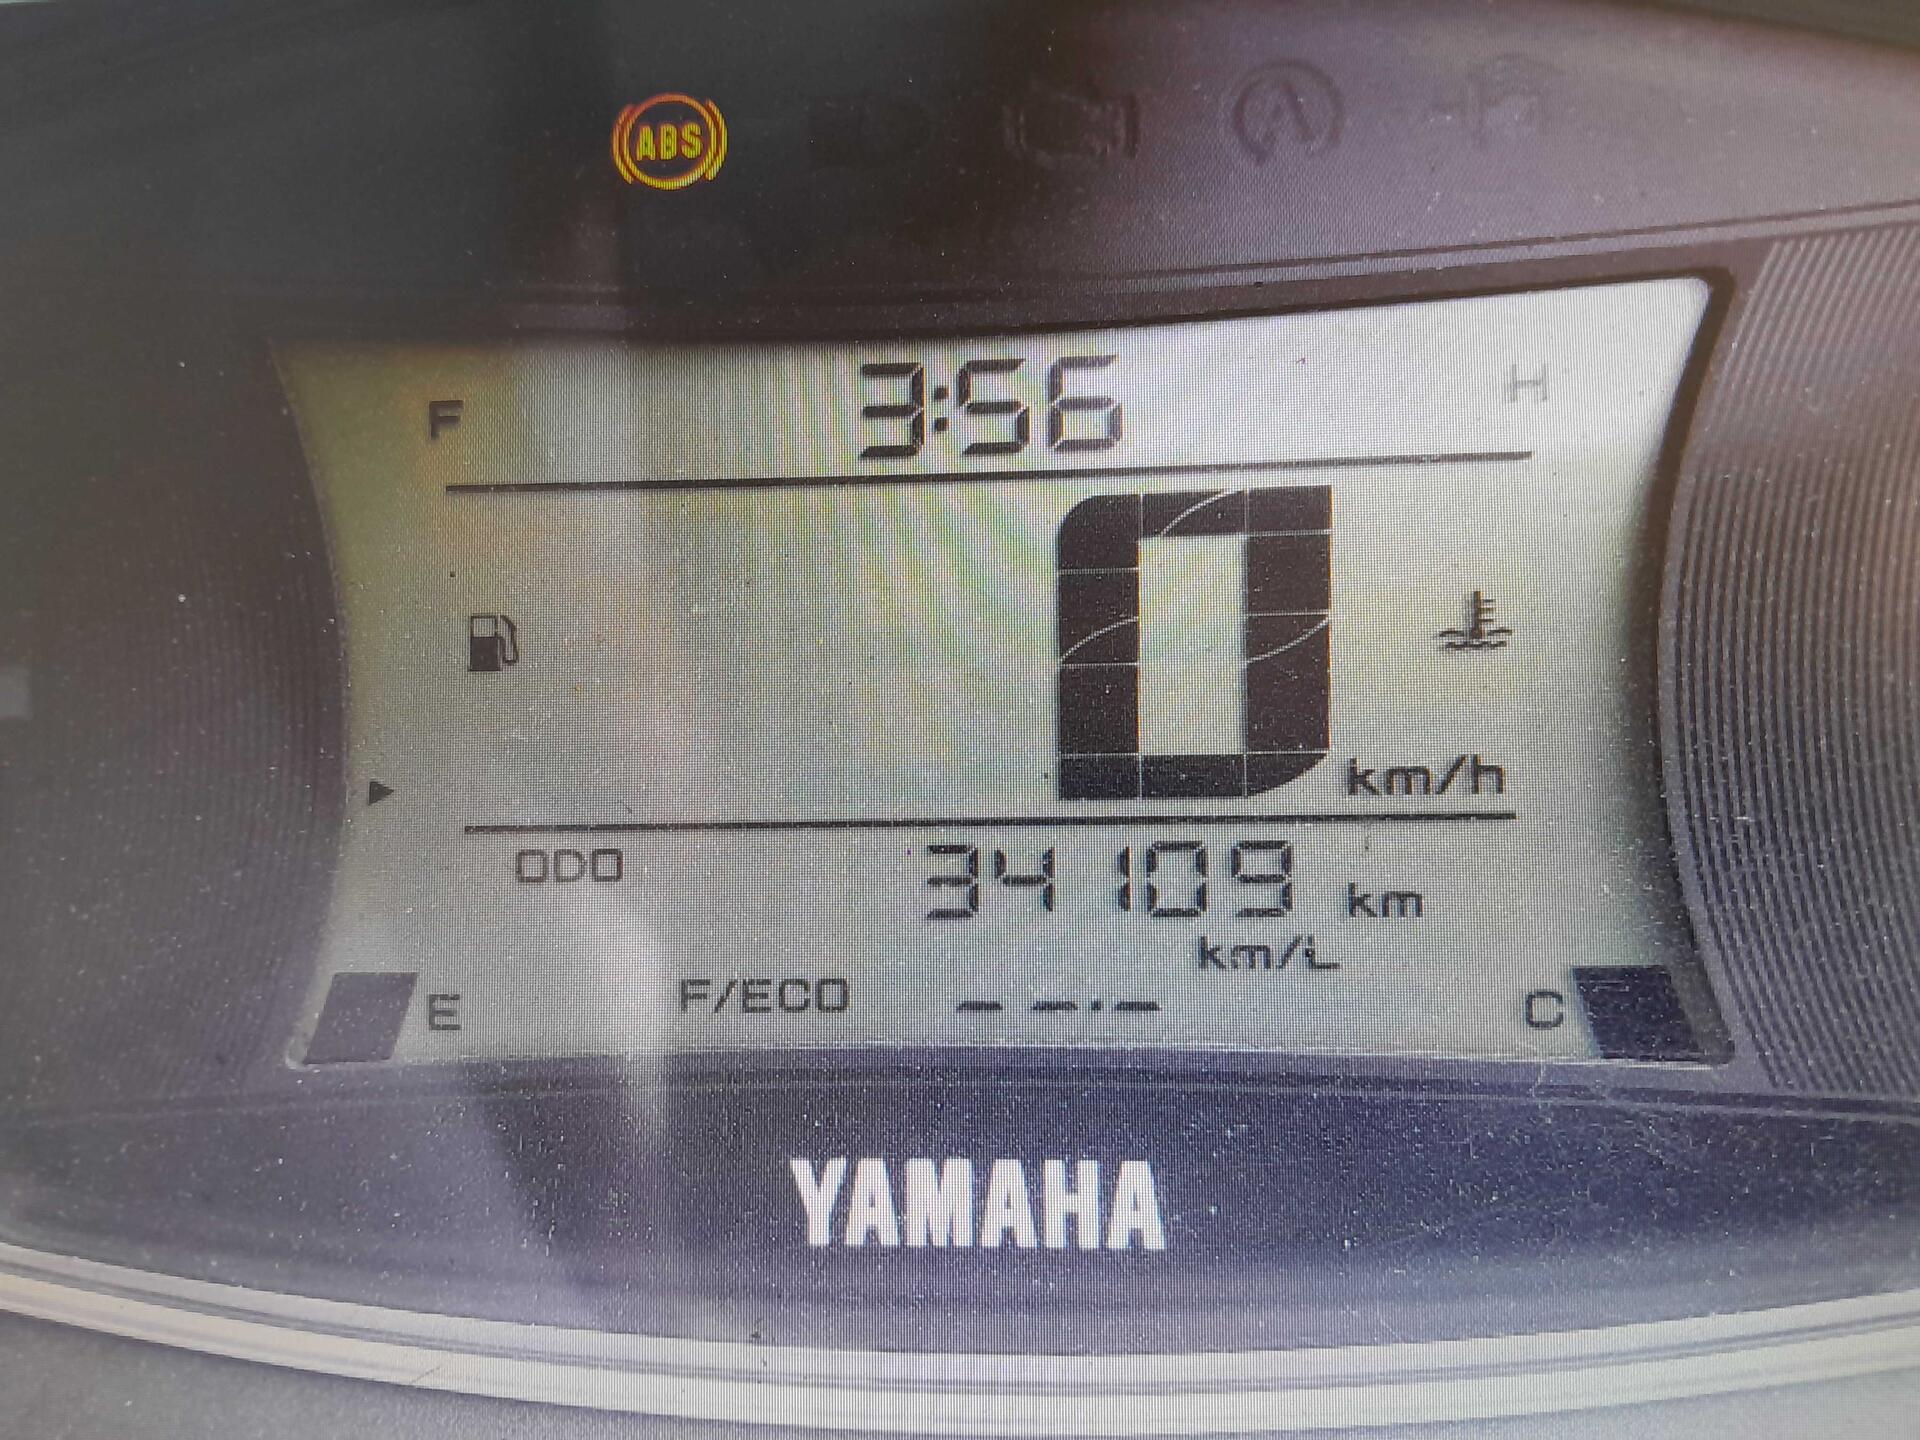 ABS
F 3:56 H
0 km/h
ODO 34109 km
km/L
E F/ECO --.- C
YAMAHA